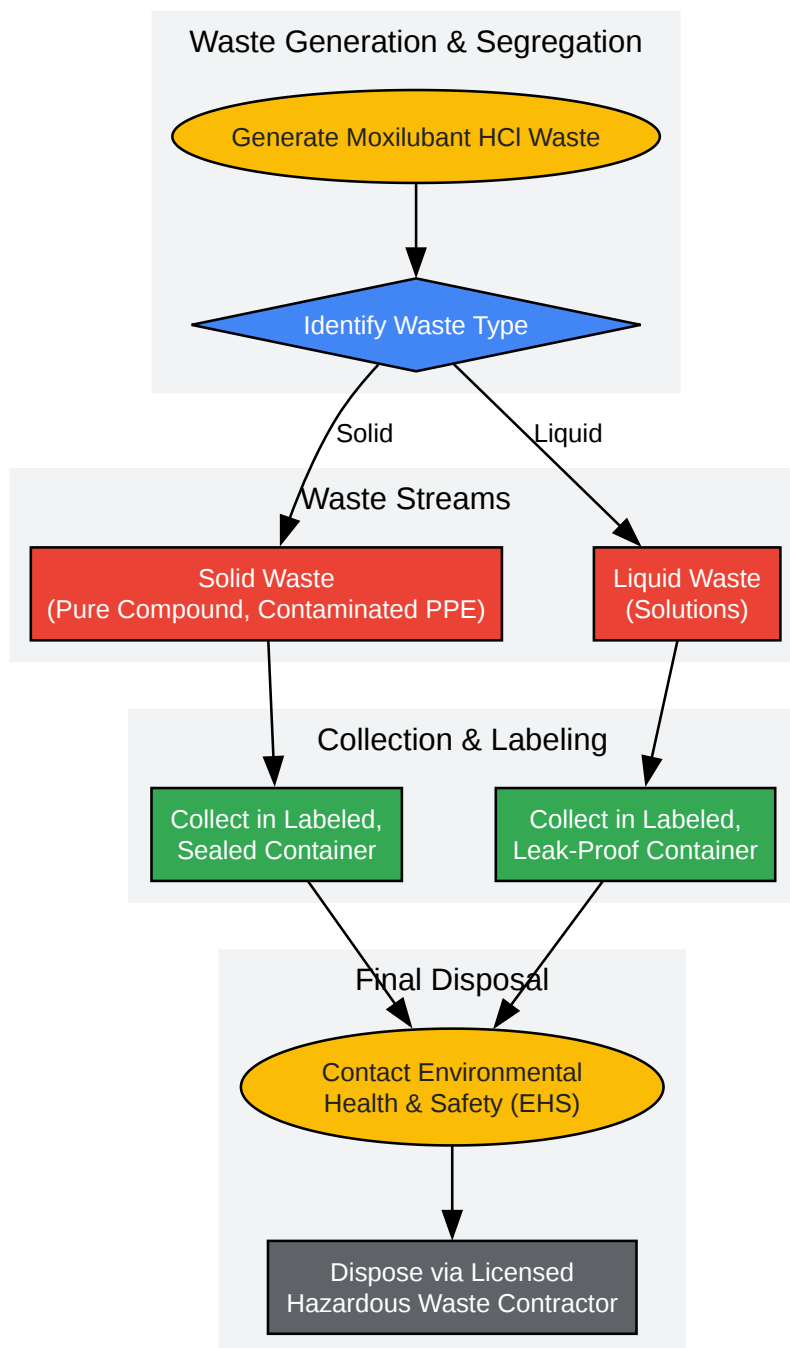 Waste Generation & Segregation
Generate Moxilubant HCl Waste
Identify Waste Type
Solid
Liquid
Waste Streams
Solid Waste
(Pure Compound, Contaminated PPE)
Liquid Waste
(Solutions)
Collection & Labeling
Collect in Labeled,
Sealed Container
Collect in Labeled,
Leak-Proof Container
Final Disposal
Contact Environmental
Health & Safety (EHS)
Dispose via Licensed
Hazardous Waste Contractor